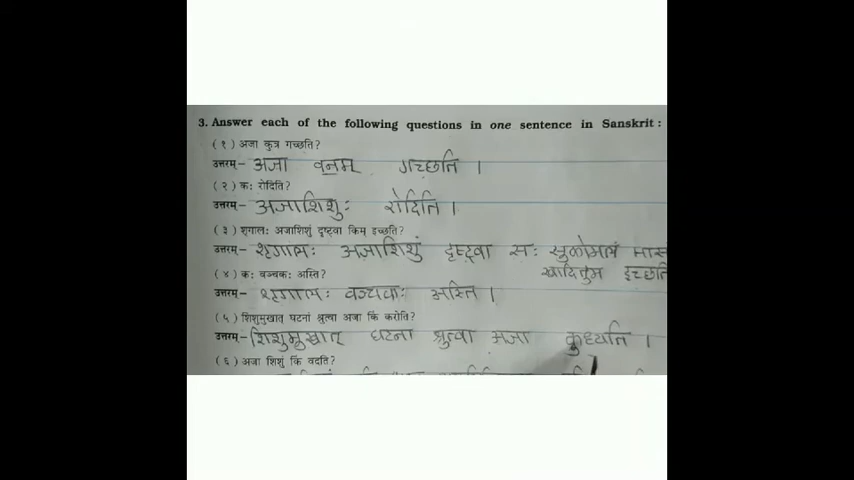 3. Answer each of the following questions in one sentence in Sanskrit :
(१) अजा कुत्र गच्छति?
उत्तरम्– अजा वनम् गच्छति ।
(२) कः रोदिति?
उत्तरम्– अजाशिशुः रोदिति ।
(३) शृगालः अजाशिशुं दृष्ट्वा किम् इच्छति?
उत्तरम्– शृगालः अजाशिशुं दृष्ट्वा सः सुकोमलं मांस
खादितुम इच्छति
(४) कः वञ्चकः अस्ति?
उत्तरम्– शृगालः वञ्चकः अस्ति ।
(५) शिशुमुखात् घटनां श्रुत्वा अजा किं करोति?
उत्तरम्– शिशुमुखात् घटना श्रुत्वा अजा क्रुध्यति ।
(६) अजा शिशुं किं वदति?